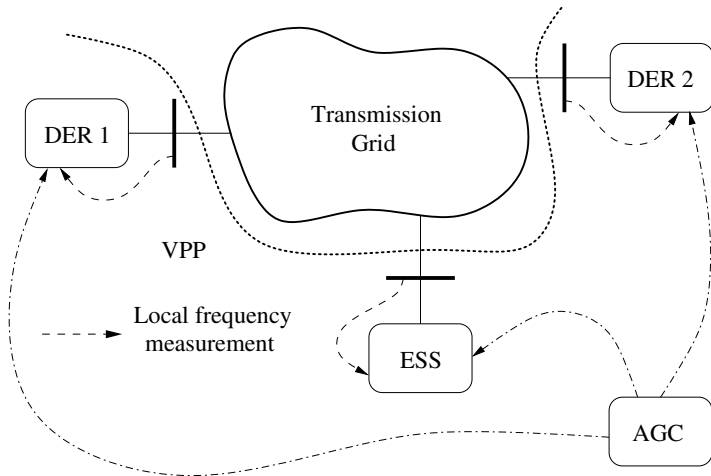 DER 2
Transmission
Grid
DER 1
VPP
Local frequency
measurement
ESS
AGC